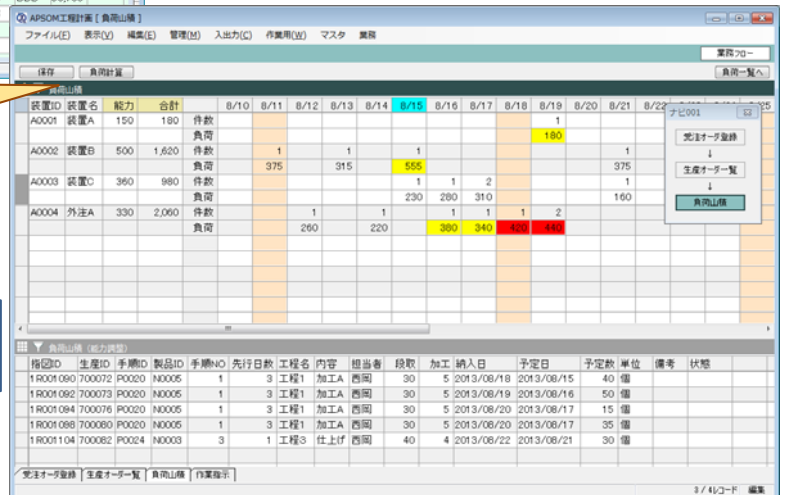 APSOM工程計画 [ 負荷山積 ]
ファイル(F) 表示(V) 編集(E) 管理(M) 入出力(C) 作業用(W) マスタ 業務
業務フロー
保存 負荷計算 負荷一覧へ
負荷山積
装置ID 装置名 能力 合計 8/10 8/11 8/12 8/13 8/14 8/15 8/16 8/17 8/18 8/19 8/20 8/21 8/22
A0001 装置A 150 180 件数 1
負荷 180
A0002 装置B 500 1,620 件数 1 1 1 1
負荷 375 315 555 375
A0003 装置C 360 980 件数 1 1 2 1
負荷 230 280 310 160
A0004 外注A 330 2,060 件数 1 1 1 1 1 2
負荷 260 220 380 340 420 440
ナビ001
受注オーダ登録
↓
生産オーダ一覧
↓
負荷山積
負荷山積 (能力調整)
指図ID 生産ID 手順ID 製品ID 手順NO 先行日数 工程名 内容 担当者 段取 加工 納入日 予定日 予定数 単位 備考 状態
1 R001090 700072 P0020 N0005 1 3 工程1 加工A 西岡 30 5 2013/08/18 2013/08/15 40 個
1 R001092 700073 P0020 N0005 1 3 工程1 加工A 西岡 30 5 2013/08/19 2013/08/16 50 個
1 R001094 700076 P0020 N0005 1 3 工程1 加工A 西岡 30 5 2013/08/20 2013/08/17 15 個
1 R001098 700080 P0020 N0005 1 3 工程1 加工A 西岡 30 5 2013/08/20 2013/08/17 35 個
1 R001104 700082 P0024 N0003 3 1 工程3 仕上げ 西岡 40 4 2013/08/22 2013/08/21 30 個
受注オーダ登録 生産オーダ一覧 負荷山積 作業指示
3 / 4レコード 編集